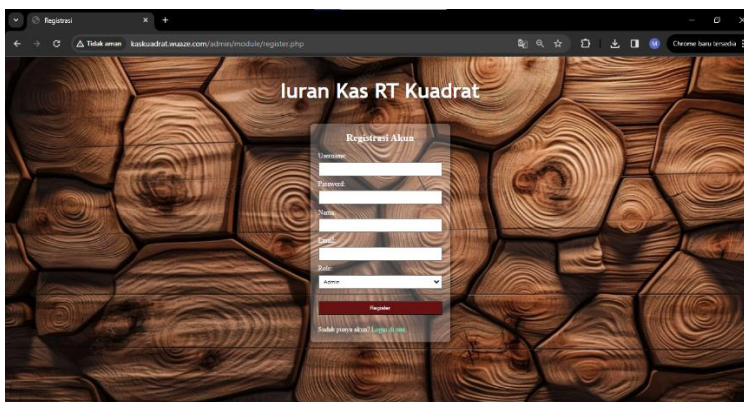 Registrasi
Tidak aman kaskuadrat.wuaze.com/admin/module/register.php
M
Chrome baru tersedia
Iuran Kas RT Kuadrat
Registrasi Akun
Username:
Password:
Nama:
Email:
Role:
Admin
Register
Sudah punya akun? Login di sini